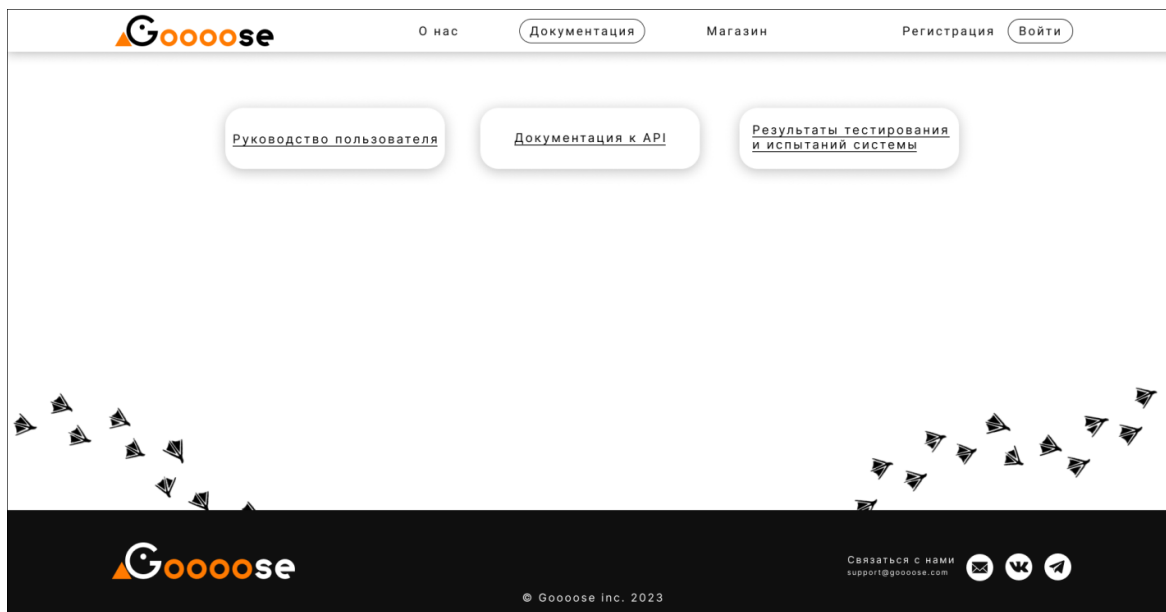 Goooose
О нас
Документация
Магазин
Регистрация
Войти
Руководство пользователя
Документация к API
Результаты тестирования
и испытаний системы
Goooose
Связаться с нами
support@goooose.com
© Goooose inc. 2023